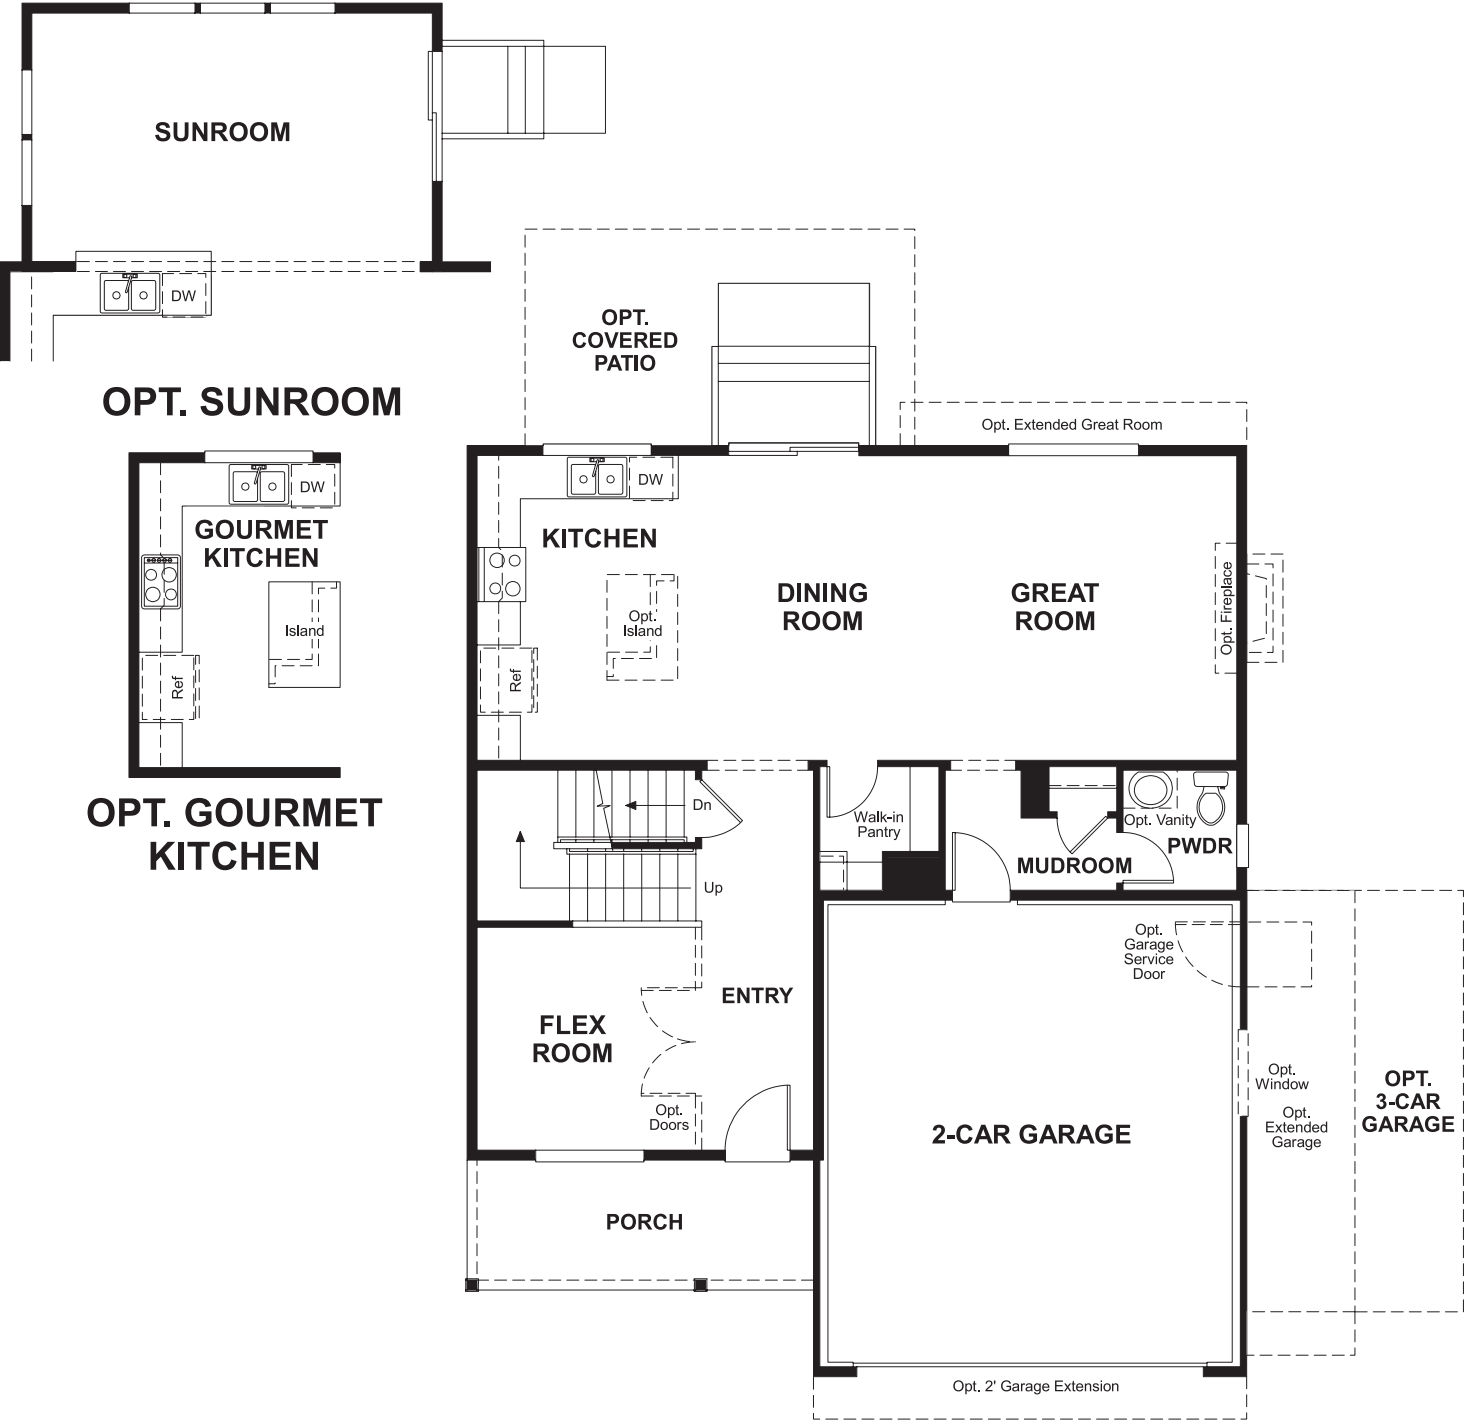 SUNROOM
DW
OPT. SUNROOM
DW
GOURMET
KITCHEN
Island
Ref
OPT. GOURMET
KITCHEN
OPT.
COVERED
PATIO
Opt. Extended Great Room
DW
KITCHEN
Opt.
Island
Ref
DINING
ROOM
GREAT
ROOM
Opt. Fireplace
Dn
Up
Walk-in
Pantry
Opt. Vanity
PWDR
MUDROOM
ENTRY
FLEX
ROOM
Opt.
Doors
Opt.
Garage
Service
Door
Opt.
Window
Opt.
Extended
Garage
OPT.
3-CAR
GARAGE
2-CAR GARAGE
PORCH
Opt. 2' Garage Extension